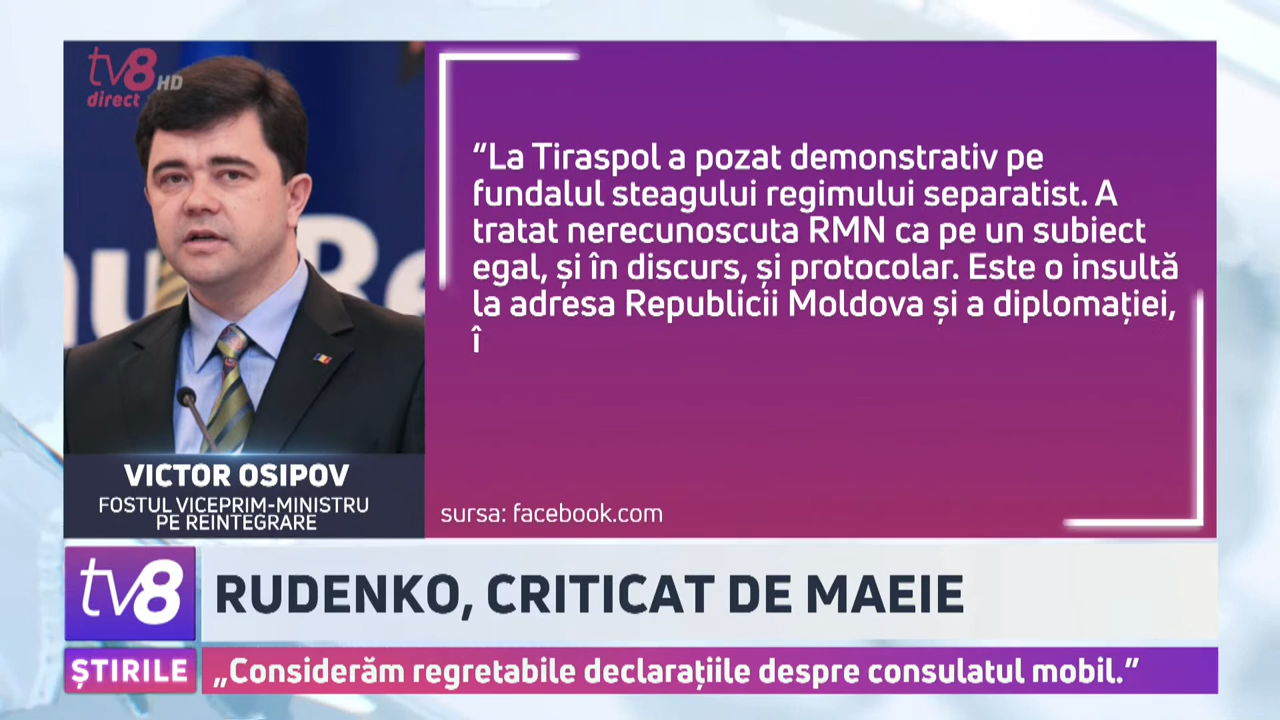 tv8 HD
direct
“La Tiraspol a pozat demonstrativ pe
fundalul steagului regimului separatist. A
tratat nerecunoscuta RMN ca pe un subiect
egal, și în discurs, și protocolar. Este o insultă
la adresa Republicii Moldova și a diplomației,
î
VICTOR OSIPOV
FOSTUL VICEPRIM-MINISTRU
PE REINTEGRARE
sursa: facebook.com
tv8
RUDENKO, CRITICAT DE MAEIE
ȘTIRILE
„Considerăm regretabile declarațiile despre consulatul mobil.”